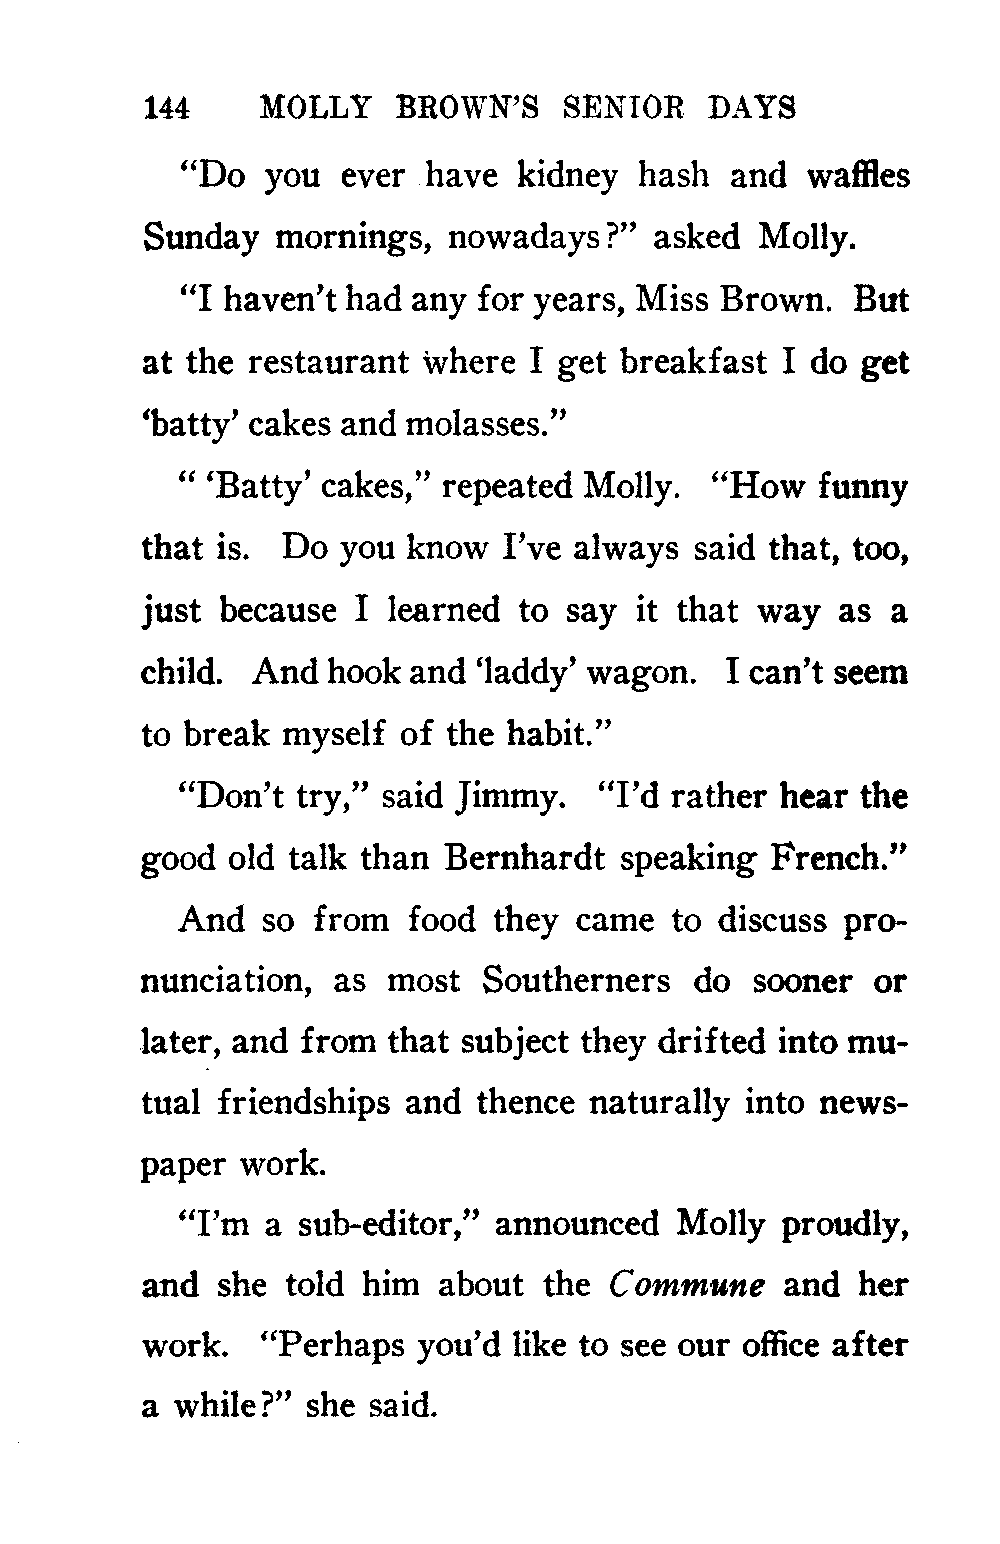 144 MOLLY BROWN'S SENIOR DAYS
“Do you ever have kidney hash and waffles
Sunday mornings, nowadays?” asked Molly.
“I haven't had any for years, Miss Brown. But
at the restaurant where I get breakfast I do get
‘batty’ cakes and molasses.”
“ ‘Batty’ cakes,” repeated Molly. “How funny
that is. Do you know I've always said that, too,
just because I learned to say it that way as a
child. And hook and ‘laddy’ wagon. I can't seem
to break myself of the habit.”
“Don't try,” said Jimmy. “I'd rather hear the
good old talk than Bernhardt speaking French.”
And so from food they came to discuss pro-
nunciation, as most Southerners do sooner or
later, and from that subject they drifted into mu-
tual friendships and thence naturally into news-
paper work.
“I'm a sub-editor,” announced Molly proudly,
and she told him about the Commune and her
work. “Perhaps you'd like to see our office after
a while?” she said.